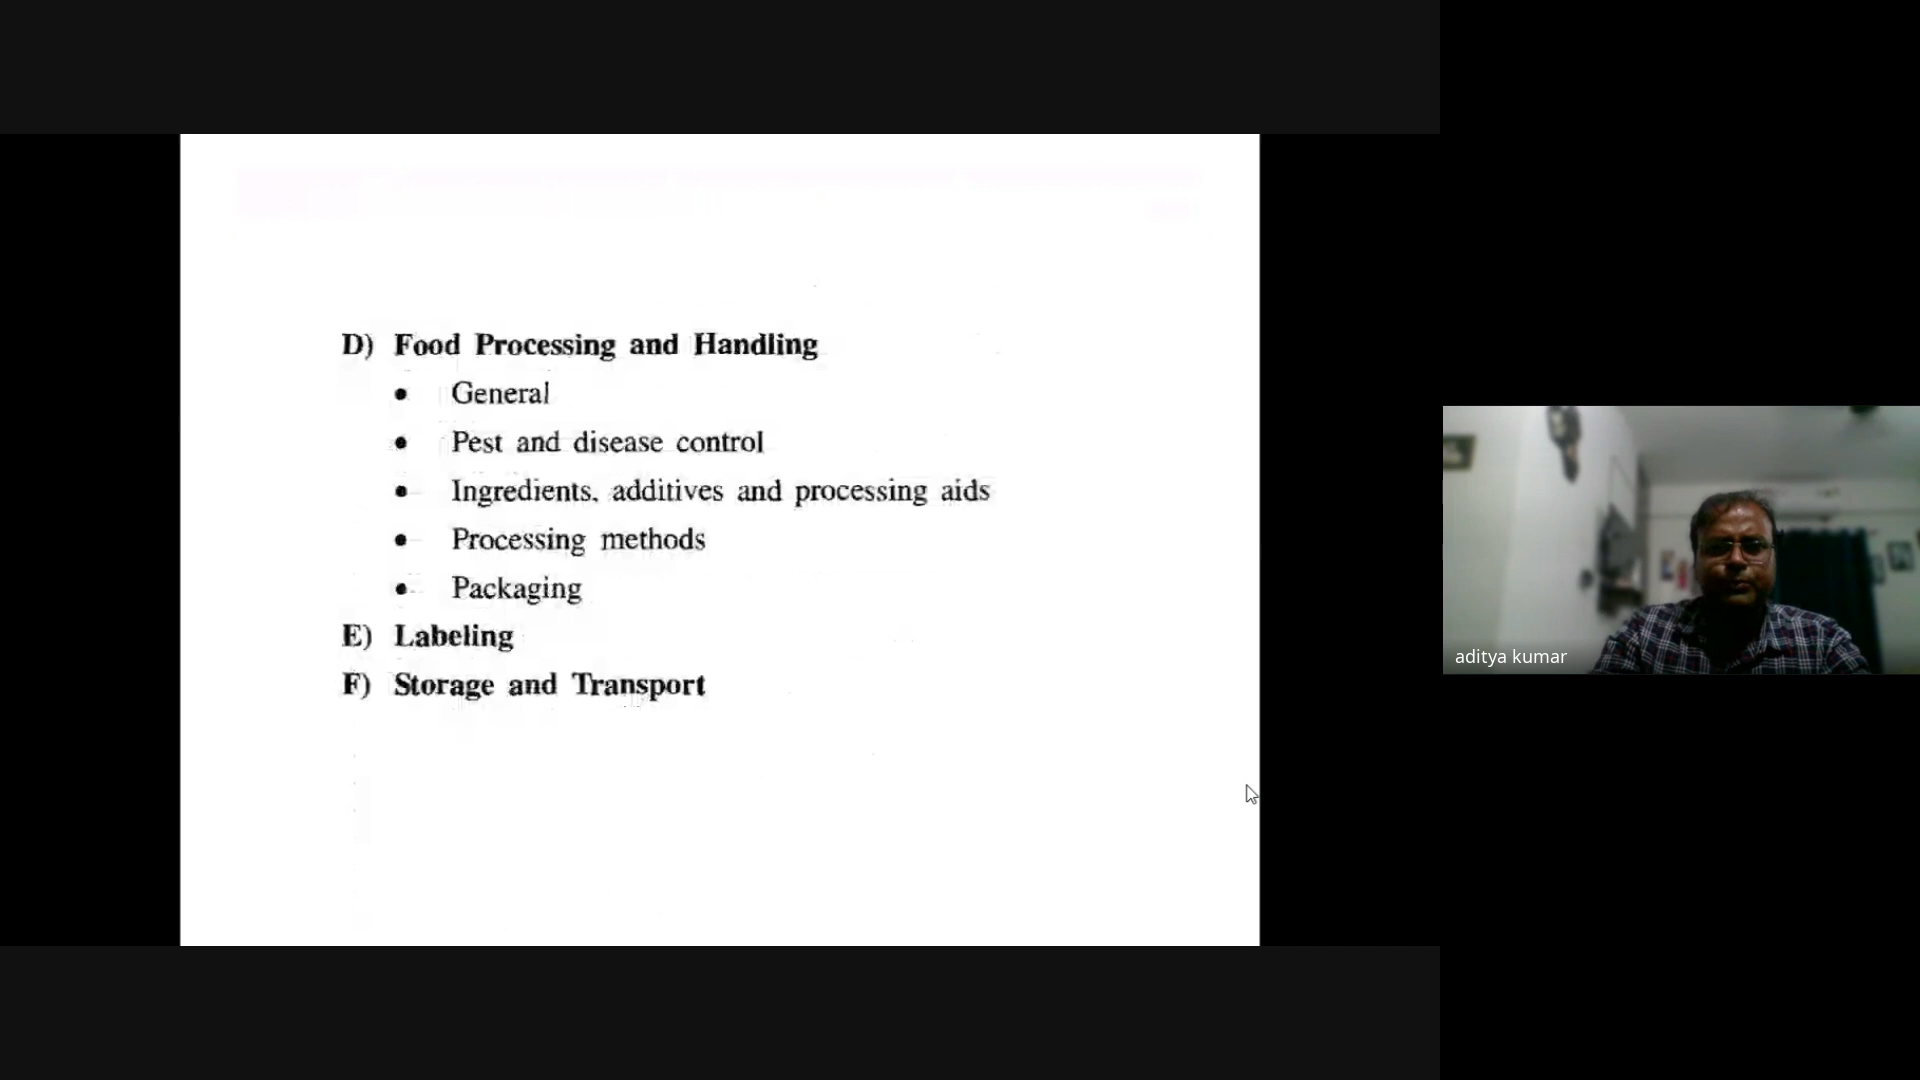 D) Food Processing and Handling
• General
• Pest and disease control
• Ingredients. additives and processing aids
• Processing methods
• Packaging
E) Labeling
F) Storage and Transport
aditya kumar